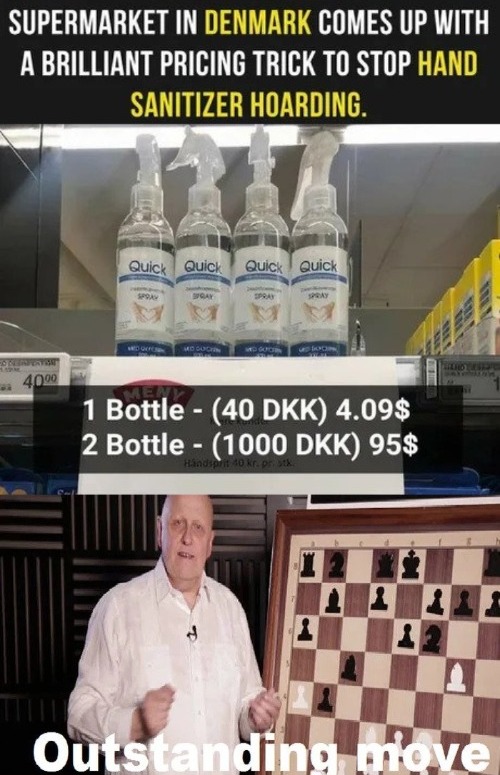 SUPERMARKET IN DENMARK COMES UP WITH
A BRILLIANT PRICING TRICK TO STOP HAND
SANITIZER HOARDING.
Quick Quick Quick Quick
SPRAY SPRAY SPRAY SPRAY
40⁰⁰
MENY
1 Bottle - (40 DKK) 4.09$
2 Bottle - (1000 DKK) 95$
Håndsprit 40 kr. pr. stk.
Outstanding move